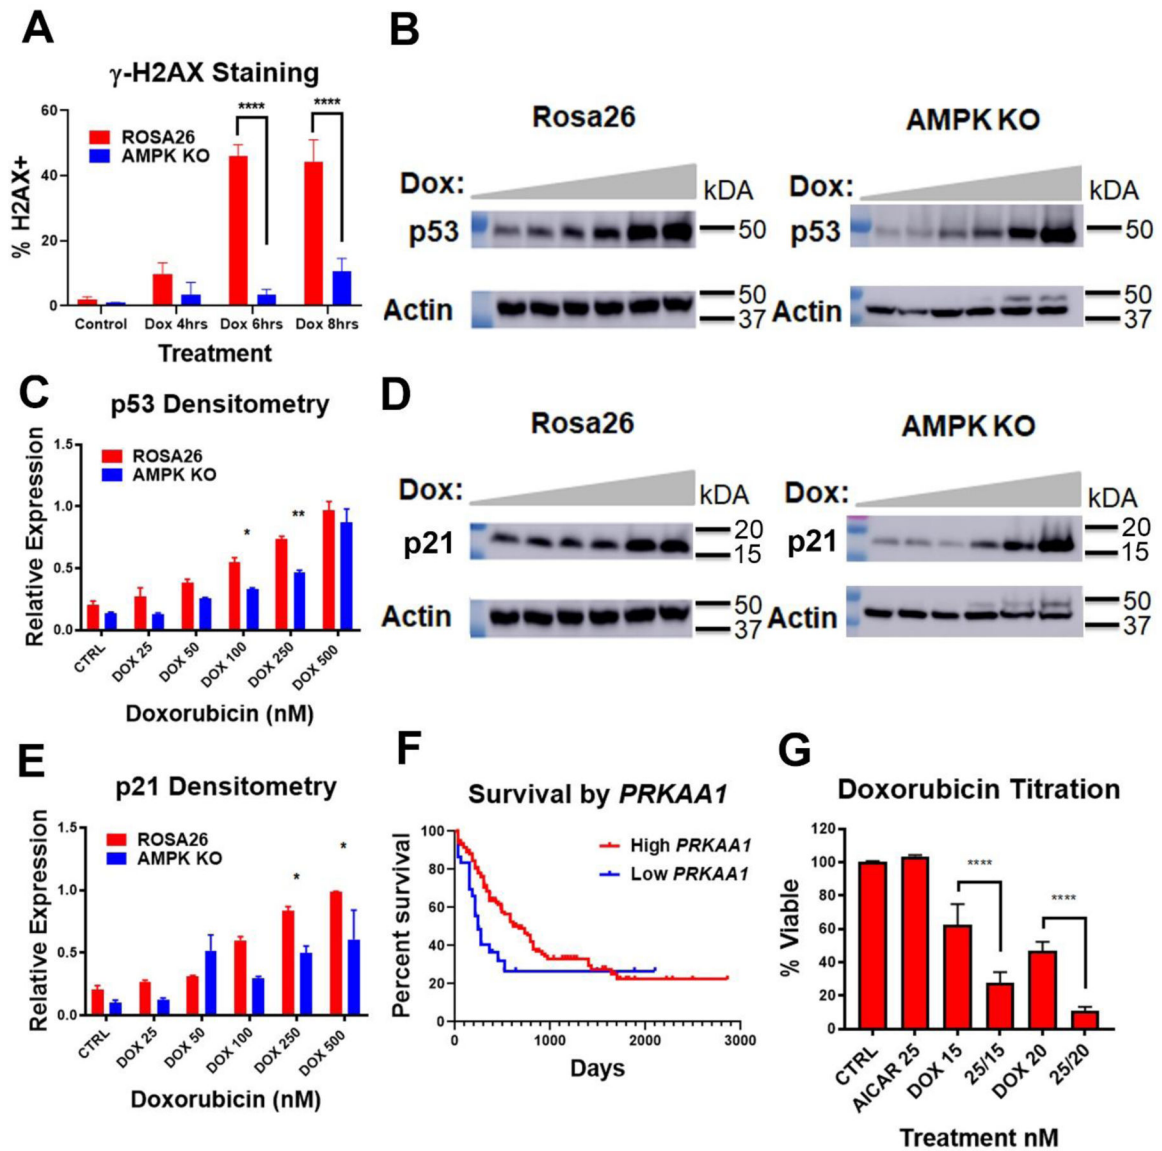 A
γ-H2AX Staining
% H2AX+
60
40
20
0
ROSA26
AMPK KO
****
****
Control
Dox 4hrs
Dox 6hrs
Dox 8hrs
Treatment
B
Rosa26
AMPK KO
Dox:
kDA
p53
50
Actin
50
37
Dox:
kDA
p53
50
Actin
50
37
C
p53 Densitometry
Relative Expression
1.5
1.0
0.5
0.0
ROSA26
AMPK KO
*
**
CTRL
DOX 25
DOX 50
DOX 100
DOX 250
DOX 500
Doxorubicin (nM)
D
Rosa26
AMPK KO
Dox:
kDA
p21
20
15
Actin
50
37
Dox:
kDA
p21
20
15
Actin
50
37
E
p21 Densitometry
Relative Expression
1.5
1.0
0.5
0.0
ROSA26
AMPK KO
*
*
CTRL
DOX 25
DOX 50
DOX 100
DOX 250
DOX 500
Doxorubicin (nM)
F
Survival by PRKAA1
Percent survival
100
80
60
40
20
0
High PRKAA1
Low PRKAA1
0
1000
2000
3000
Days
G
Doxorubicin Titration
% Viable
120
100
80
60
40
20
0
****
****
CTRL
AICAR 25
DOX 15
25/15
DOX 20
25/20
Treatment nM